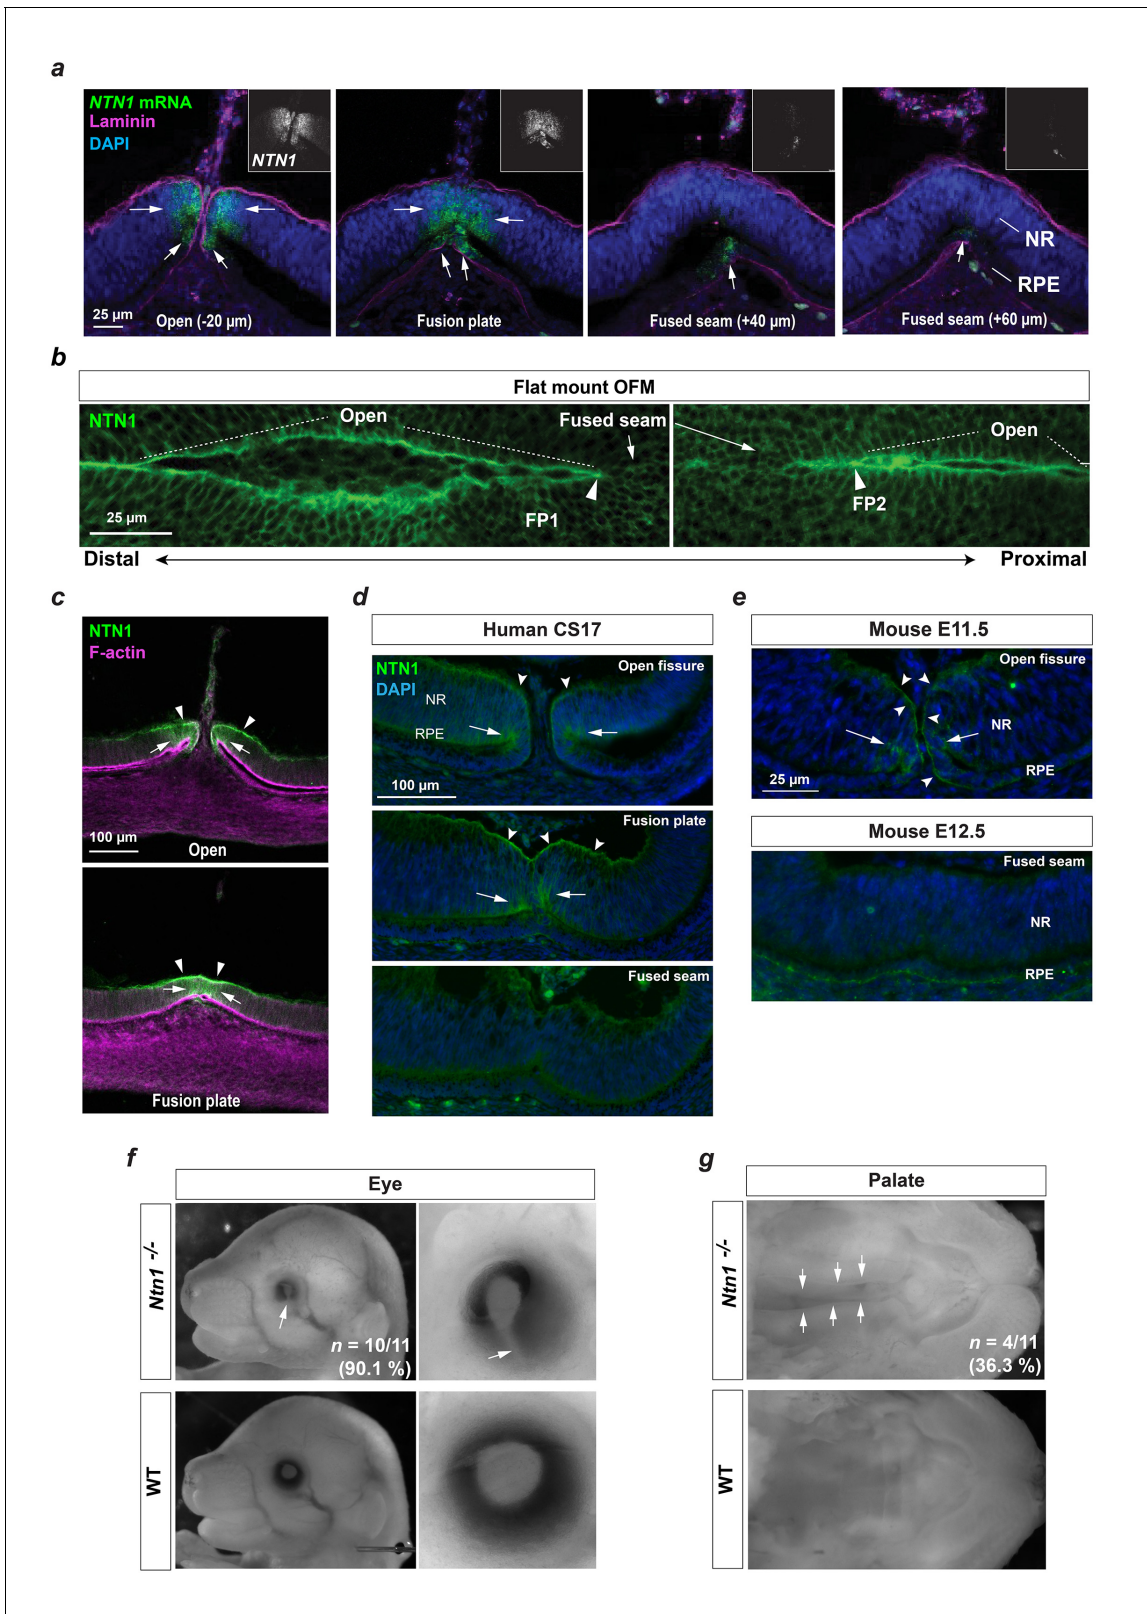 a
NTN1 mRNA
Laminin
DAPI
NTN1
25 µm
Open (-20 µm)
Fusion plate
Fused seam (+40 µm)
NR
RPE
Fused seam (+60 µm)
b
Flat mount OFM
NTN1
Open
Fused seam
Open
25 µm
FP1
FP2
Distal
Proximal
c
NTN1
F-actin
100 µm
Open
Fusion plate
d
Human CS17
NTN1
DAPI
Open fissure
NR
RPE
100 µm
Fusion plate
Fused seam
e
Mouse E11.5
Open fissure
NR
RPE
25 µm
Mouse E12.5
Fused seam
NR
RPE
f
Eye
Ntn1 -/-
n = 10/11
(90.1 %)
WT
g
Palate
Ntn1 -/-
n = 4/11
(36.3 %)
WT